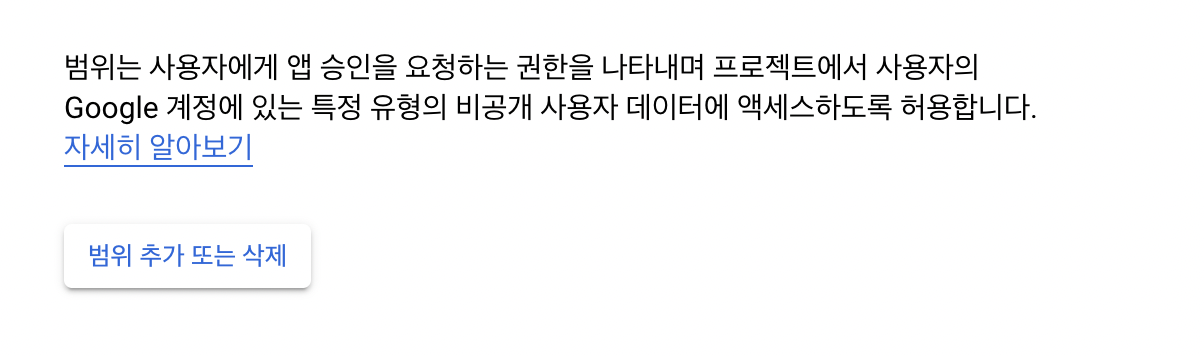 범위는 사용자에게 앱 승인을 요청하는 권한을 나타내며 프로젝트에서 사용자의
Google 계정에 있는 특정 유형의 비공개 사용자 데이터에 액세스하도록 허용합니다.
자세히 알아보기
범위 추가 또는 삭제